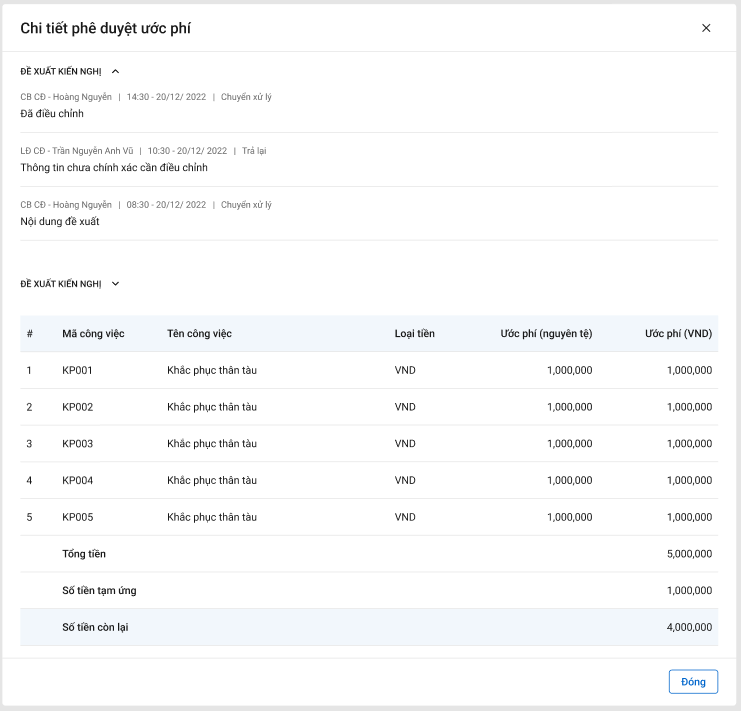 Chi tiết phê duyệt ước phí
ĐỀ XUẤT KIẾN NGHỊ
CB CĐ - Hoàng Nguyễn | 14:30 - 20/12/ 2022 | Chuyển xử lý
Đã điều chỉnh
LĐ CĐ - Trần Nguyễn Anh Vũ | 10:30 - 20/12/ 2022 | Trả lại
Thông tin chưa chính xác cần điều chỉnh
CB CĐ - Hoàng Nguyễn | 08:30 - 20/12/ 2022 | Chuyển xử lý
Nội dung đề xuất
ĐỀ XUẤT KIẾN NGHỊ
# Mã công việc Tên công việc Loại tiền Ước phí (nguyên tệ) Ước phí (VND)
1 KP001 Khắc phục thân tàu VND 1,000,000 1,000,000
2 KP002 Khắc phục thân tàu VND 1,000,000 1,000,000
3 KP003 Khắc phục thân tàu VND 1,000,000 1,000,000
4 KP004 Khắc phục thân tàu VND 1,000,000 1,000,000
5 KP005 Khắc phục thân tàu VND 1,000,000 1,000,000
Tổng tiền 5,000,000
Số tiền tạm ứng 1,000,000
Số tiền còn lại 4,000,000
Đóng